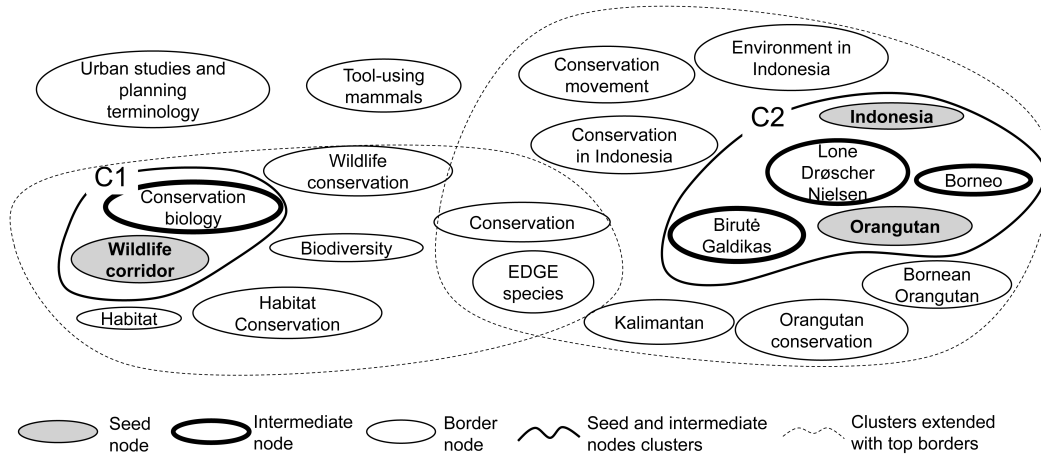 Urban studies and
planning
terminology
Tool-using
mammals
Conservation
movement
Environment in
Indonesia
C2
Indonesia
Conservation
in Indonesia
Lone
Drøscher
Nielsen
Borneo
Wildlife
conservation
C1
Conservation
biology
Conservation
Birutė
Galdikas
Orangutan
Wildlife
corridor
Biodiversity
EDGE
species
Bornean
Orangutan
Habitat
Habitat
Conservation
Kalimantan
Orangutan
conservation
Seed
node
Intermediate
node
Border
node
Seed and intermediate
nodes clusters
Clusters extended
with top borders